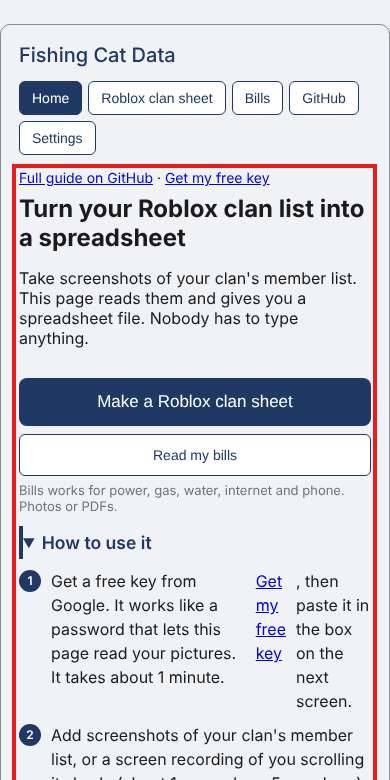 Fishing Cat Data
Home
Roblox clan sheet
Bills
GitHub
Settings
Full guide on GitHub · Get my free key
Turn your Roblox clan list into
a spreadsheet
Take screenshots of your clan's member list.
This page reads them and gives you a
spreadsheet file. Nobody has to type
anything.
Make a Roblox clan sheet
Read my bills
Bills works for power, gas, water, internet and phone.
Photos or PDFs.
▼ How to use it
1
Get a free key from
Google. It works like a
password that lets this
page read your pictures.
It takes about 1 minute.
Get
my
free
key
, then
paste it in
the box
on the
next
screen.
2
Add screenshots of your clan's member
list, or a screen recording of you scrolling